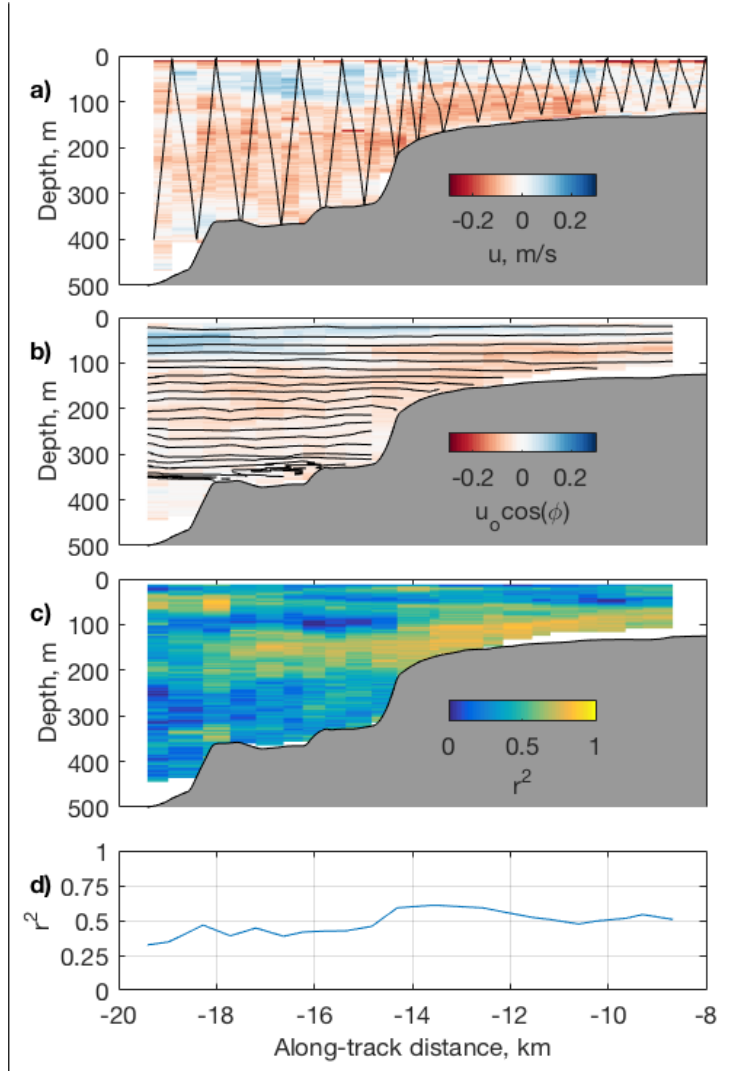 a)
Depth, m
0
100
200
300
400
500
-0.2 0 0.2
u, m/s
b)
Depth, m
0
100
200
300
400
500
-0.2 0 0.2
u_o cos(ϕ)
c)
Depth, m
0
100
200
300
400
500
0 0.5 1
r²
d)
r²
1
0.75
0.5
0.25
0
-20 -18 -16 -14 -12 -10 -8
Along-track distance, km